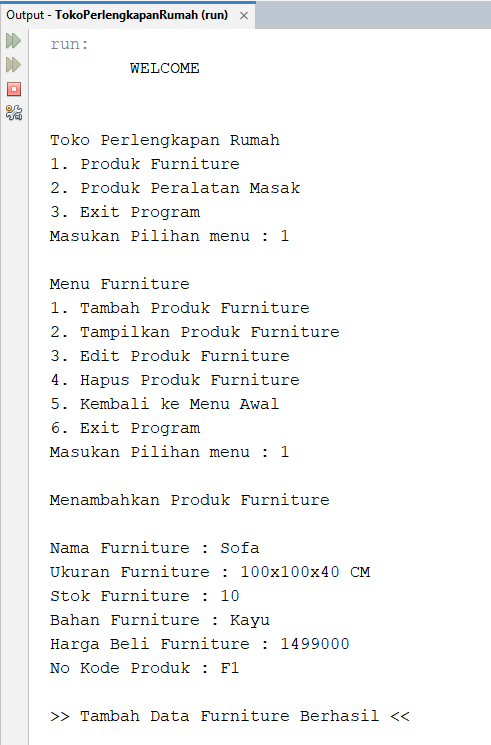 Output - TokoPerlengkapanRumah (run) ×
run:
WELCOME
Toko Perlengkapan Rumah
1. Produk Furniture
2. Produk Peralatan Masak
3. Exit Program
Masukan Pilihan menu : 1
Menu Furniture
1. Tambah Produk Furniture
2. Tampilkan Produk Furniture
3. Edit Produk Furniture
4. Hapus Produk Furniture
5. Kembali ke Menu Awal
6. Exit Program
Masukan Pilihan menu : 1
Menambahkan Produk Furniture
Nama Furniture : Sofa
Ukuran Furniture : 100x100x40 CM
Stok Furniture : 10
Bahan Furniture : Kayu
Harga Beli Furniture : 1499000
No Kode Produk : F1
>> Tambah Data Furniture Berhasil <<